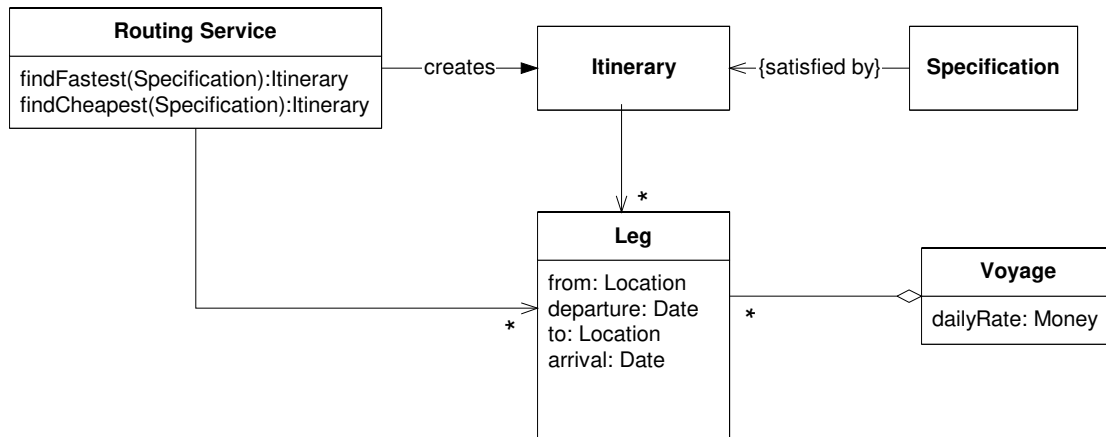 Routing Service
findFastest(Specification):Itinerary
findCheapest(Specification):Itinerary
creates
Itinerary
{satisfied by}
Specification
*
Leg
from: Location
departure: Date
to: Location
arrival: Date
*
*
Voyage
dailyRate: Money